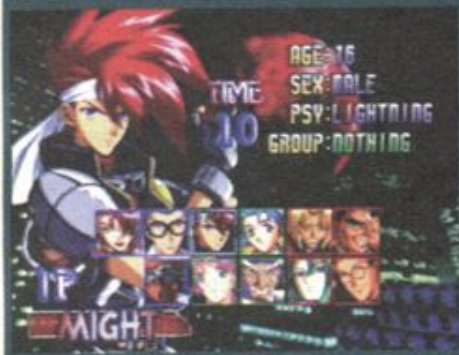 AGE=16
SEX:MALE
TIME
PSY:LIGHTNING
10
GROUP:NOTHING
1P
MIGHT